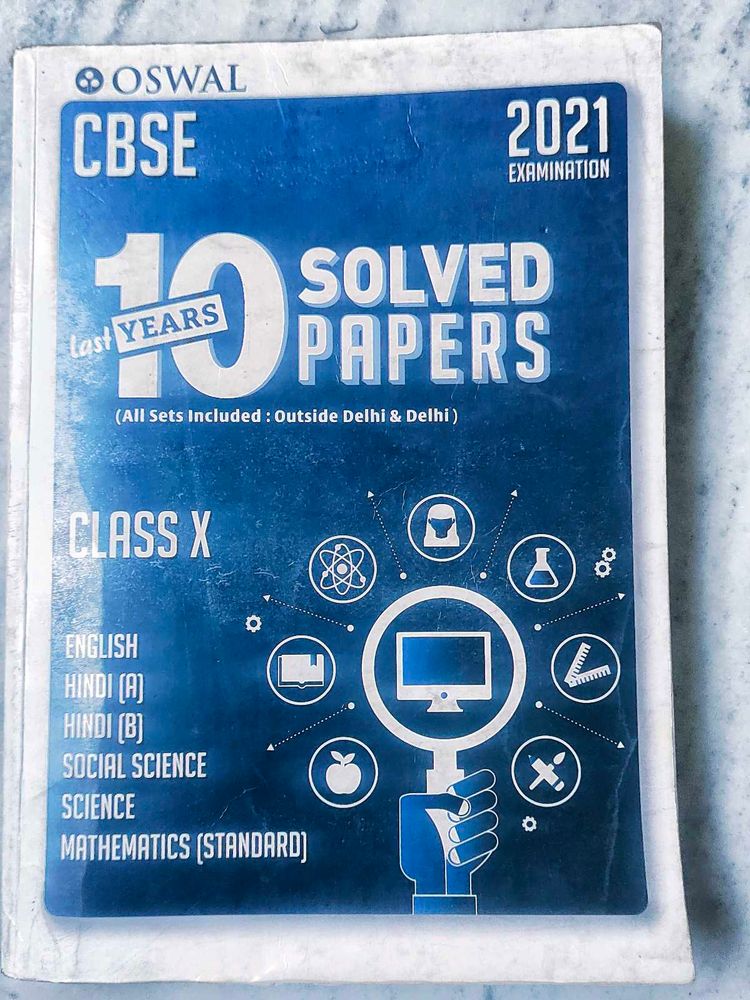 OSWAL
CBSE
2021
EXAMINATION
last YEARS
10
SOLVED
PAPERS
(All Sets Included : Outside Delhi & Delhi)
CLASS X
ENGLISH
HINDI (A)
HINDI (B)
SOCIAL SCIENCE
SCIENCE
MATHEMATICS (STANDARD)